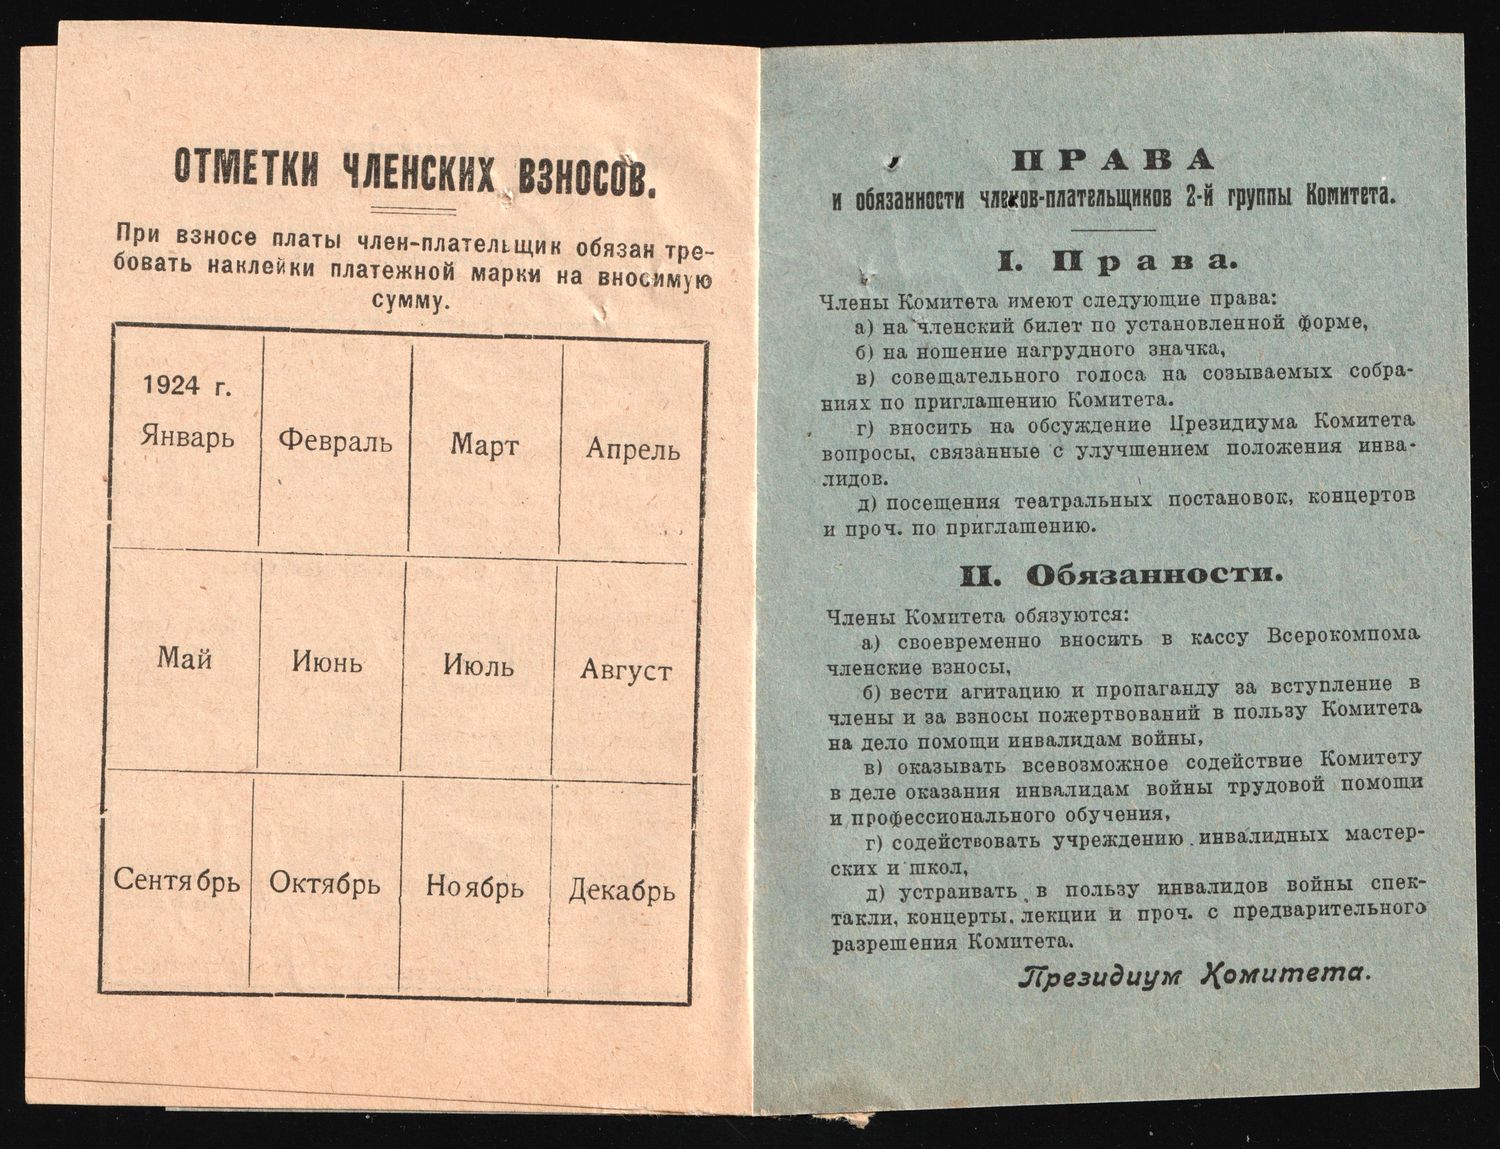 ОТМЕТКИ ЧЛЕНСКИХ ВЗНОСОВ.
При взносе платы член-плательщик обязан тре-
бовать наклейки платежной марки на вносимую
сумму.
1924 г.
Январь Февраль Март Апрель
Май Июнь Июль Август
Сентябрь Октябрь Ноябрь Декабрь
ПРАВА
и обязанности членов-плательщиков 2-й группы Комитета.
I. Права.
Члены Комитета имеют следующие права:
а) на членский билет по установленной форме,
б) на ношение нагрудного значка,
в) совещательного голоса на созываемых собра-
ниях по приглашению Комитета.
г) вносить на обсуждение Президиума Комитета
вопросы, связанные с улучшением положения инва-
лидов.
д) посещения театральных постановок, концертов
и проч. по приглашению.
II. Обязанности.
Члены Комитета обязуются:
а) своевременно вносить в кассу Всерокомпома
членские взносы,
б) вести агитацию и пропаганду за вступление в
члены и за взносы пожертвований в пользу Комитета
на дело помощи инвалидам войны,
в) оказывать всевозможное содействие Комитету
в деле оказания инвалидам войны трудовой помощи
и профессионального обучения,
г) содействовать учреждению инвалидных мастер-
ских и школ,
д) устраивать в пользу инвалидов войны спек-
такли, концерты, лекции и проч. с предварительного
разрешения Комитета.
Президиум Комитета.